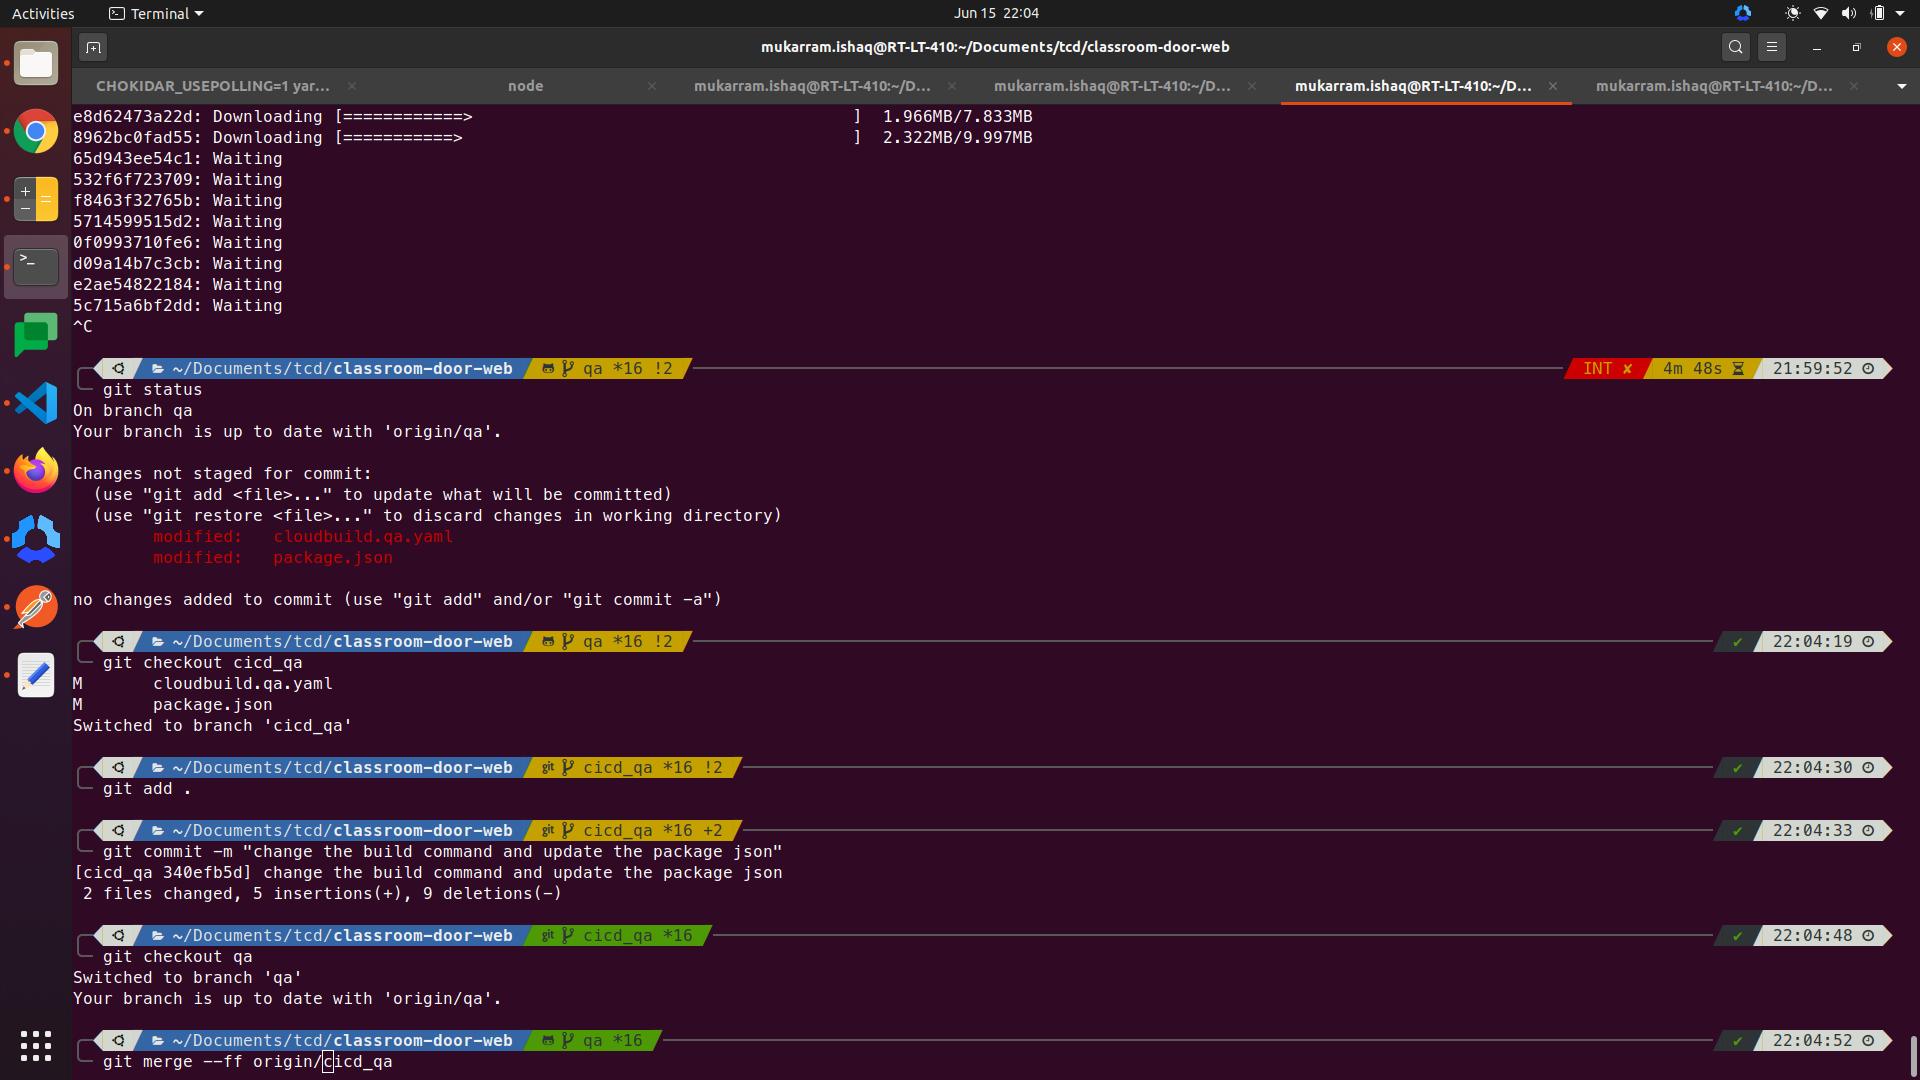 Activities Terminal Jun 15 22:04
mukarram.ishaq@RT-LT-410:~/Documents/tcd/classroom-door-web
CHOKIDAR_USEPOLLING=1 yar... node mukarram.ishaq@RT-LT-410:~/D... mukarram.ishaq@RT-LT-410:~/D... mukarram.ishaq@RT-LT-410:~/D... mukarram.ishaq@RT-LT-410:~/D...
e8d62473a22d: Downloading [============> ] 1.966MB/7.833MB
8962bc0fad55: Downloading [===========> ] 2.322MB/9.997MB
65d943ee54c1: Waiting
532f6f723709: Waiting
f8463f32765b: Waiting
5714599515d2: Waiting
0f0993710fe6: Waiting
d09a14b7c3cb: Waiting
e2ae54822184: Waiting
5c715a6bf2dd: Waiting
^C
~/Documents/tcd/classroom-door-web qa *16 !2 INT ✘ 4m 48s 21:59:52
git status
On branch qa
Your branch is up to date with 'origin/qa'.
Changes not staged for commit:
(use "git add <file>..." to update what will be committed)
(use "git restore <file>..." to discard changes in working directory)
modified: cloudbuild.qa.yaml
modified: package.json
no changes added to commit (use "git add" and/or "git commit -a")
~/Documents/tcd/classroom-door-web qa *16 !2 ✔ 22:04:19
git checkout cicd_qa
M cloudbuild.qa.yaml
M package.json
Switched to branch 'cicd_qa'
~/Documents/tcd/classroom-door-web git cicd_qa *16 !2 ✔ 22:04:30
git add .
~/Documents/tcd/classroom-door-web git cicd_qa *16 +2 ✔ 22:04:33
git commit -m "change the build command and update the package json"
[cicd_qa 340efb5d] change the build command and update the package json
2 files changed, 5 insertions(+), 9 deletions(-)
~/Documents/tcd/classroom-door-web git cicd_qa *16 ✔ 22:04:48
git checkout qa
Switched to branch 'qa'
Your branch is up to date with 'origin/qa'.
~/Documents/tcd/classroom-door-web qa *16 ✔ 22:04:52
git merge --ff origin/cicd_qa